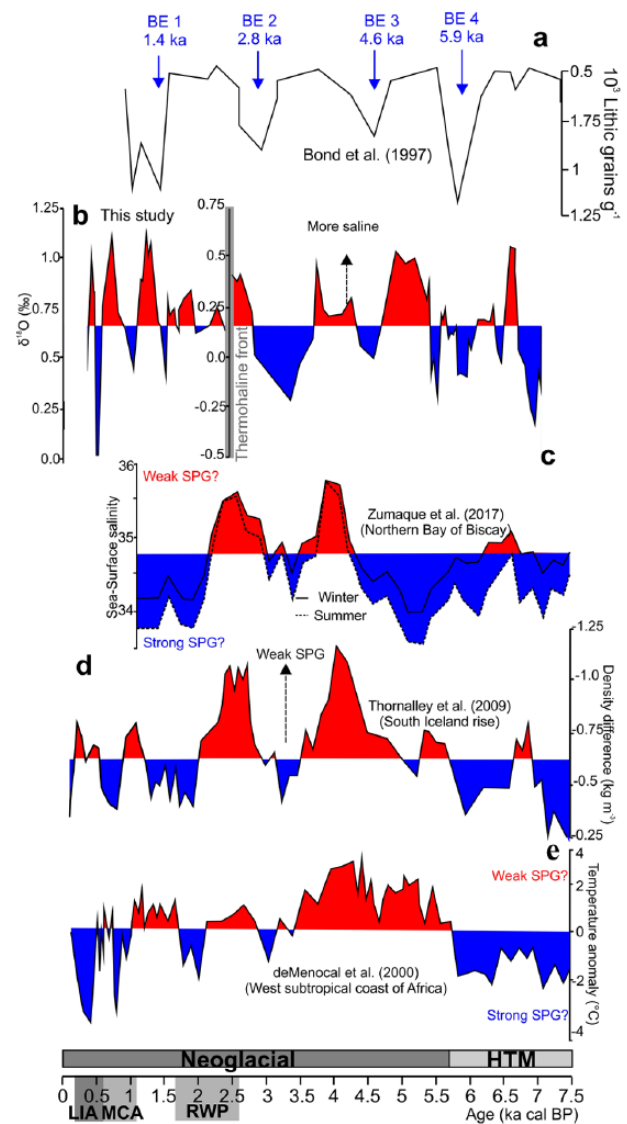 BE 1
1.4 ka
BE 2
2.8 ka
BE 3
4.6 ka
BE 4
5.9 ka
a
0.5
1.75
1
1.25
10³ Lithic grains g⁻¹
Bond et al. (1997)
b
This study
1.25
1.00
0.75
0.5
0.25
0.0
δ¹⁸O (‰)
0.75
0.5
0.25
0.0
-0.25
-0.5
Thermohaline front
More saline
c
36
35
34
Sea-Surface salinity
Weak SPG?
Strong SPG?
Zumaque et al. (2017)
(Northern Bay of Biscay)
Winter
Summer
d
Weak SPG
Thornalley et al. (2009)
(South Iceland rise)
-1.25
-1.0
-0.75
-0.5
0.25
Density difference (kg m⁻³)
e
4
2
0
-2
-4
Temperature anomaly (°C)
Weak SPG?
deMenocal et al. (2000)
(West subtropical coast of Africa)
Strong SPG?
Neoglacial
HTM
0 0.5 1 1.5 2 2.5 3 3.5 4 4.5 5 5.5 6 6.5 7 7.5
LIA MCA RWP Age (ka cal BP)